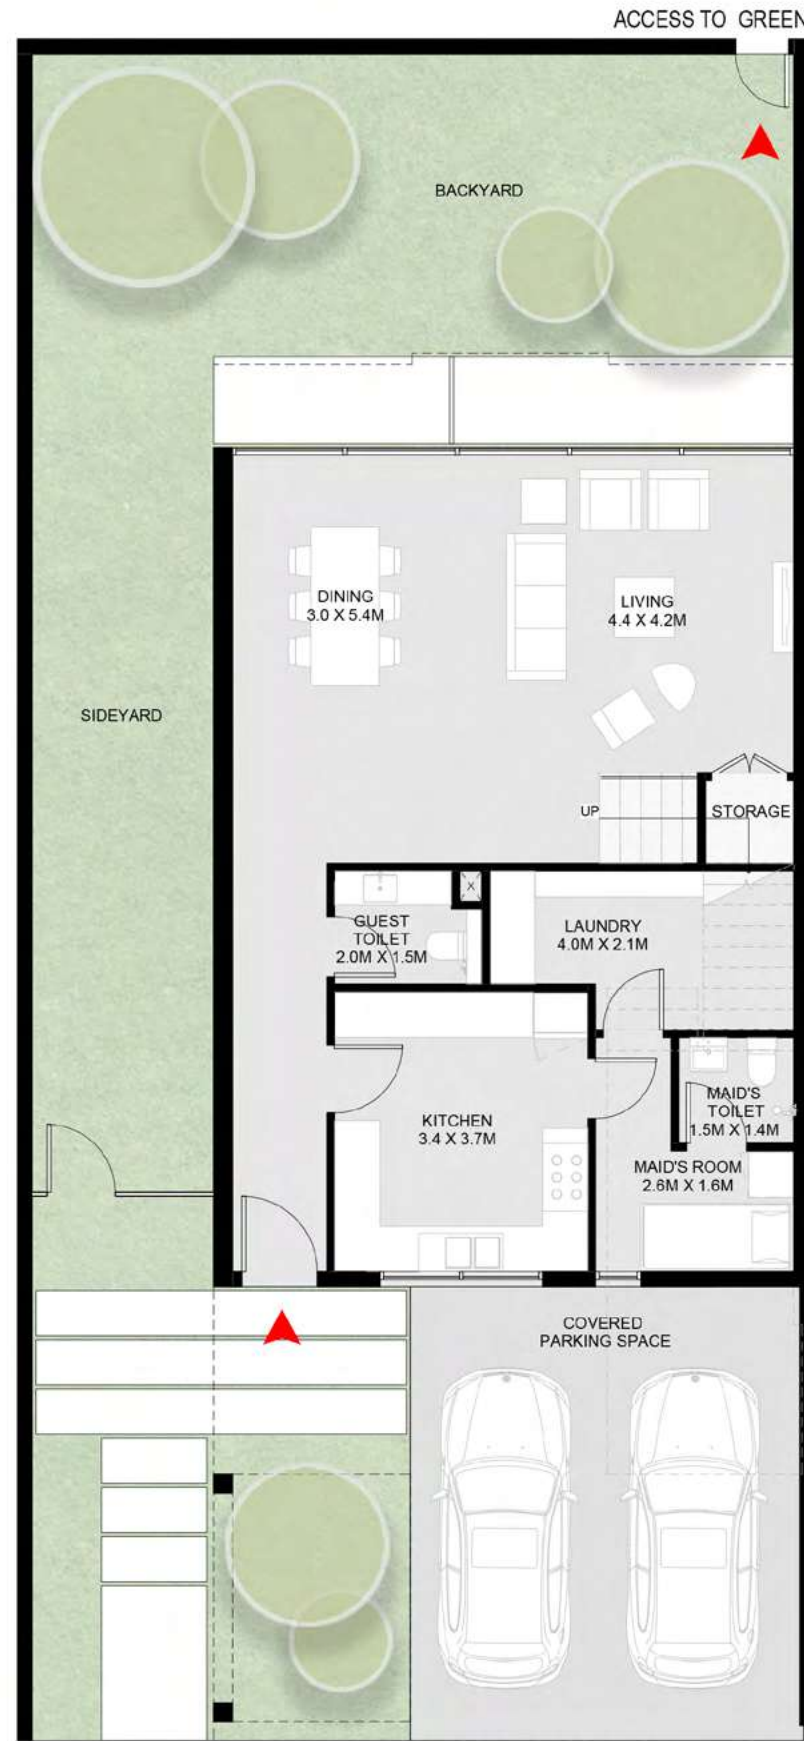 ACCESS TO GREEN
BACKYARD
DINING
3.0 X 5.4M
LIVING
4.4 X 4.2M
SIDEYARD
UP
STORAGE
X
GUEST
TOILET
2.0M X 1.5M
LAUNDRY
4.0M X 2.1M
KITCHEN
3.4 X 3.7M
MAID'S
TOILET
1.5M X 1.4M
MAID'S ROOM
2.6M X 1.6M
COVERED
PARKING SPACE